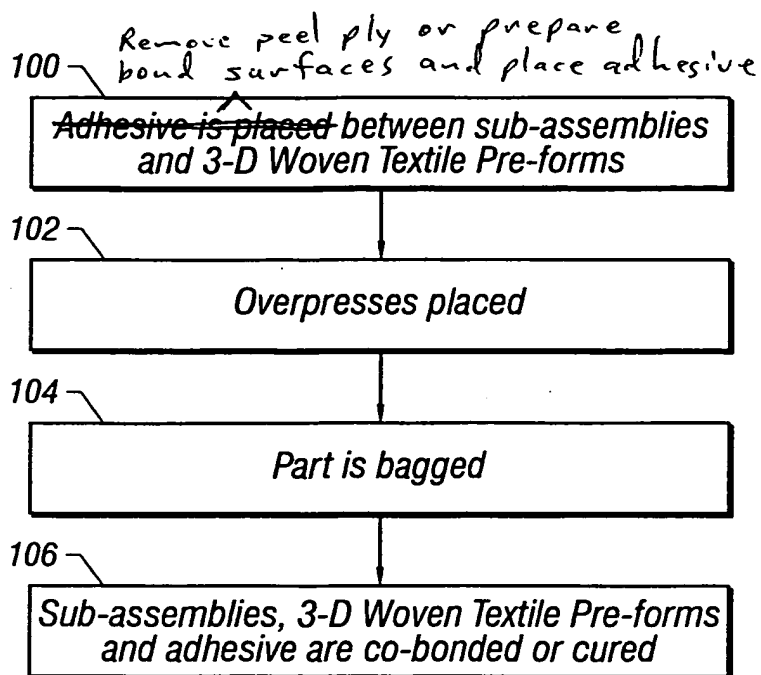 Remove peel ply or prepare
100 bond surfaces and place adhesive
Adhesive is placed between sub-assemblies
and 3-D Woven Textile Pre-forms
102
Overpresses placed
104
Part is bagged
106
Sub-assemblies, 3-D Woven Textile Pre-forms
and adhesive are co-bonded or cured